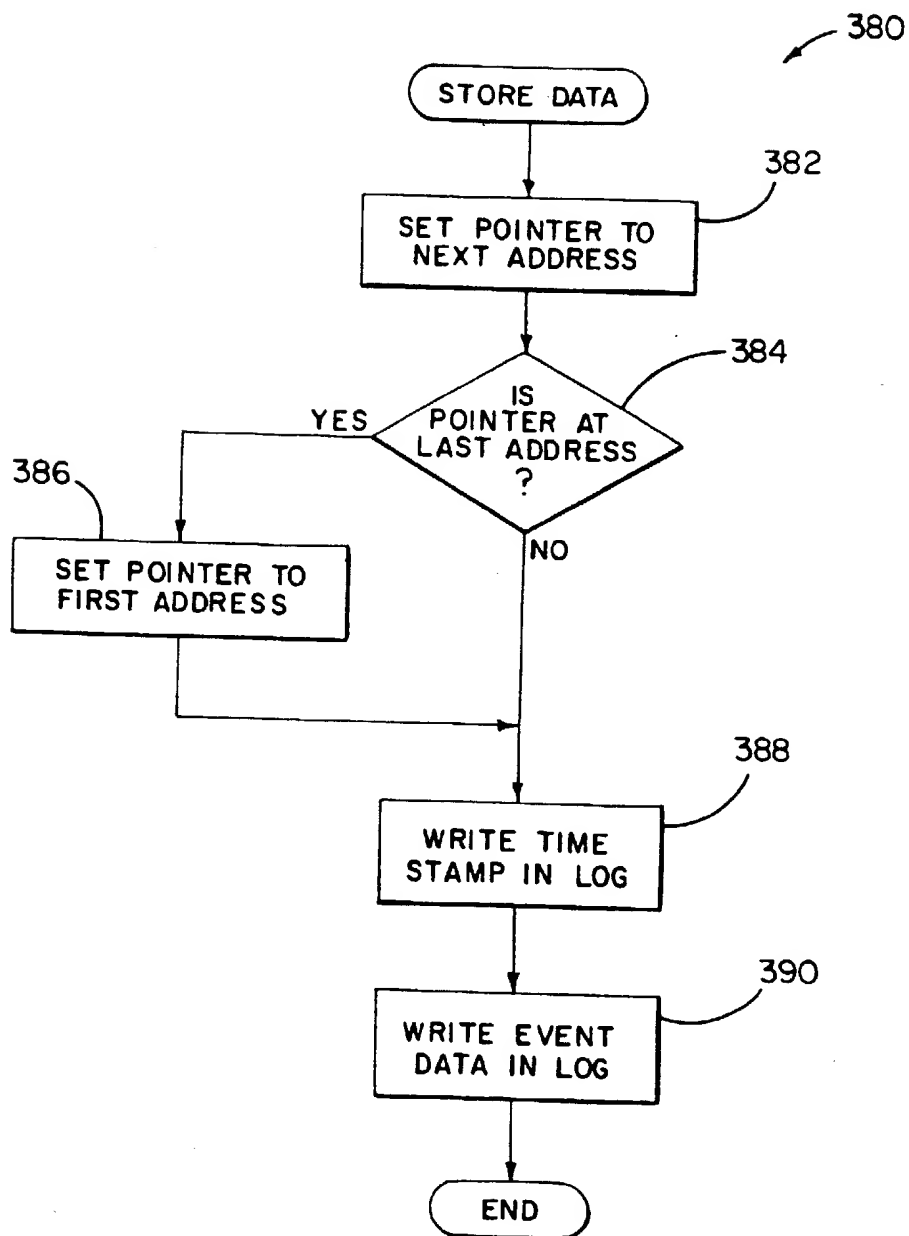 380
STORE DATA
382
SET POINTER TO
NEXT ADDRESS
384
IS
POINTER AT
LAST ADDRESS
?
YES
NO
386
SET POINTER TO
FIRST ADDRESS
388
WRITE TIME
STAMP IN LOG
390
WRITE EVENT
DATA IN LOG
END